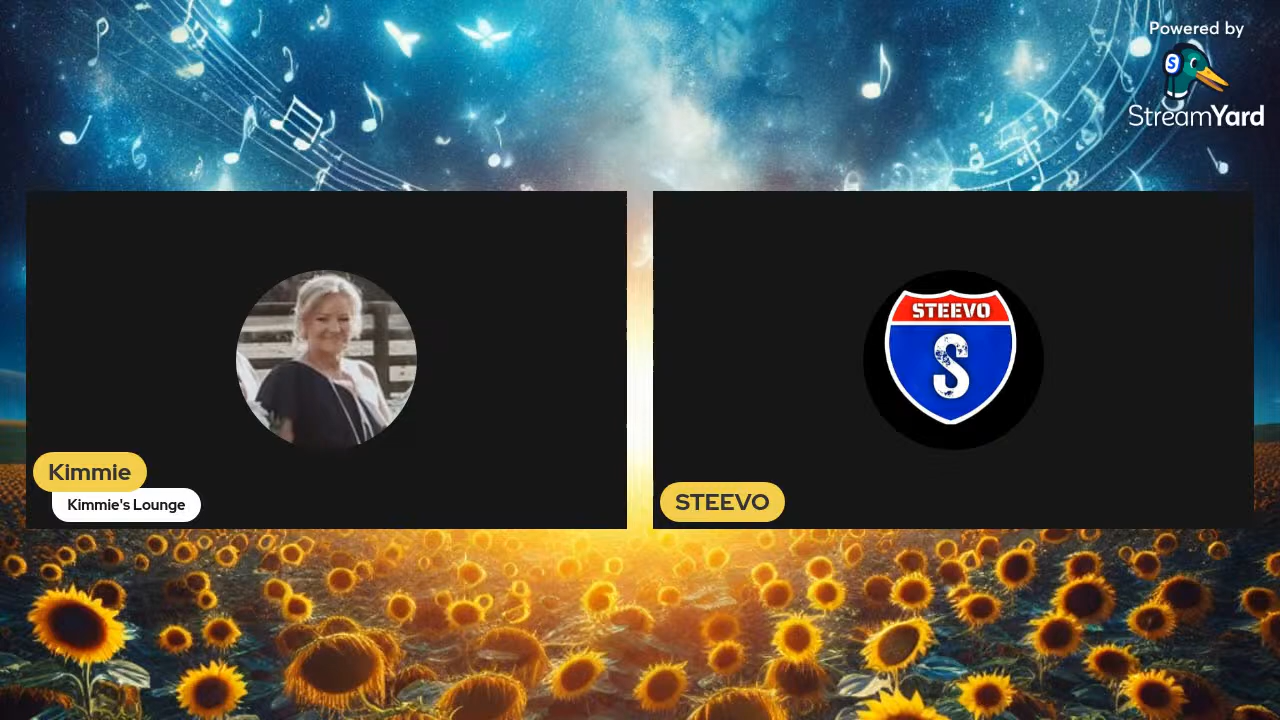 Powered by
S
StreamYard
STEEVO
S
Kimmie
Kimmie's Lounge
STEEVO